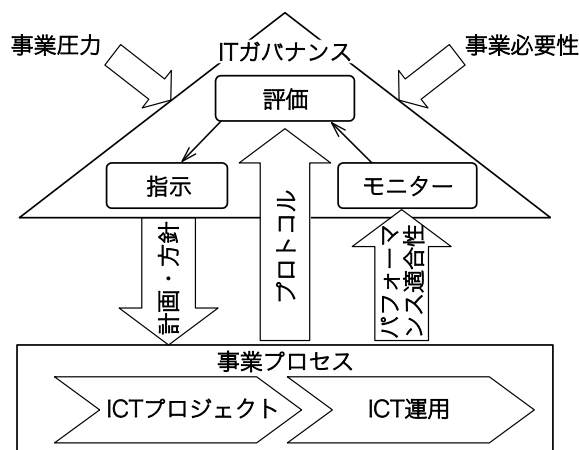 事業圧力
ITガバナンス
事業必要性
評価
指示
モニター
計画・方針
プロトコル
パフォーマ
ンス適合性
事業プロセス
ICTプロジェクト
ICT運用